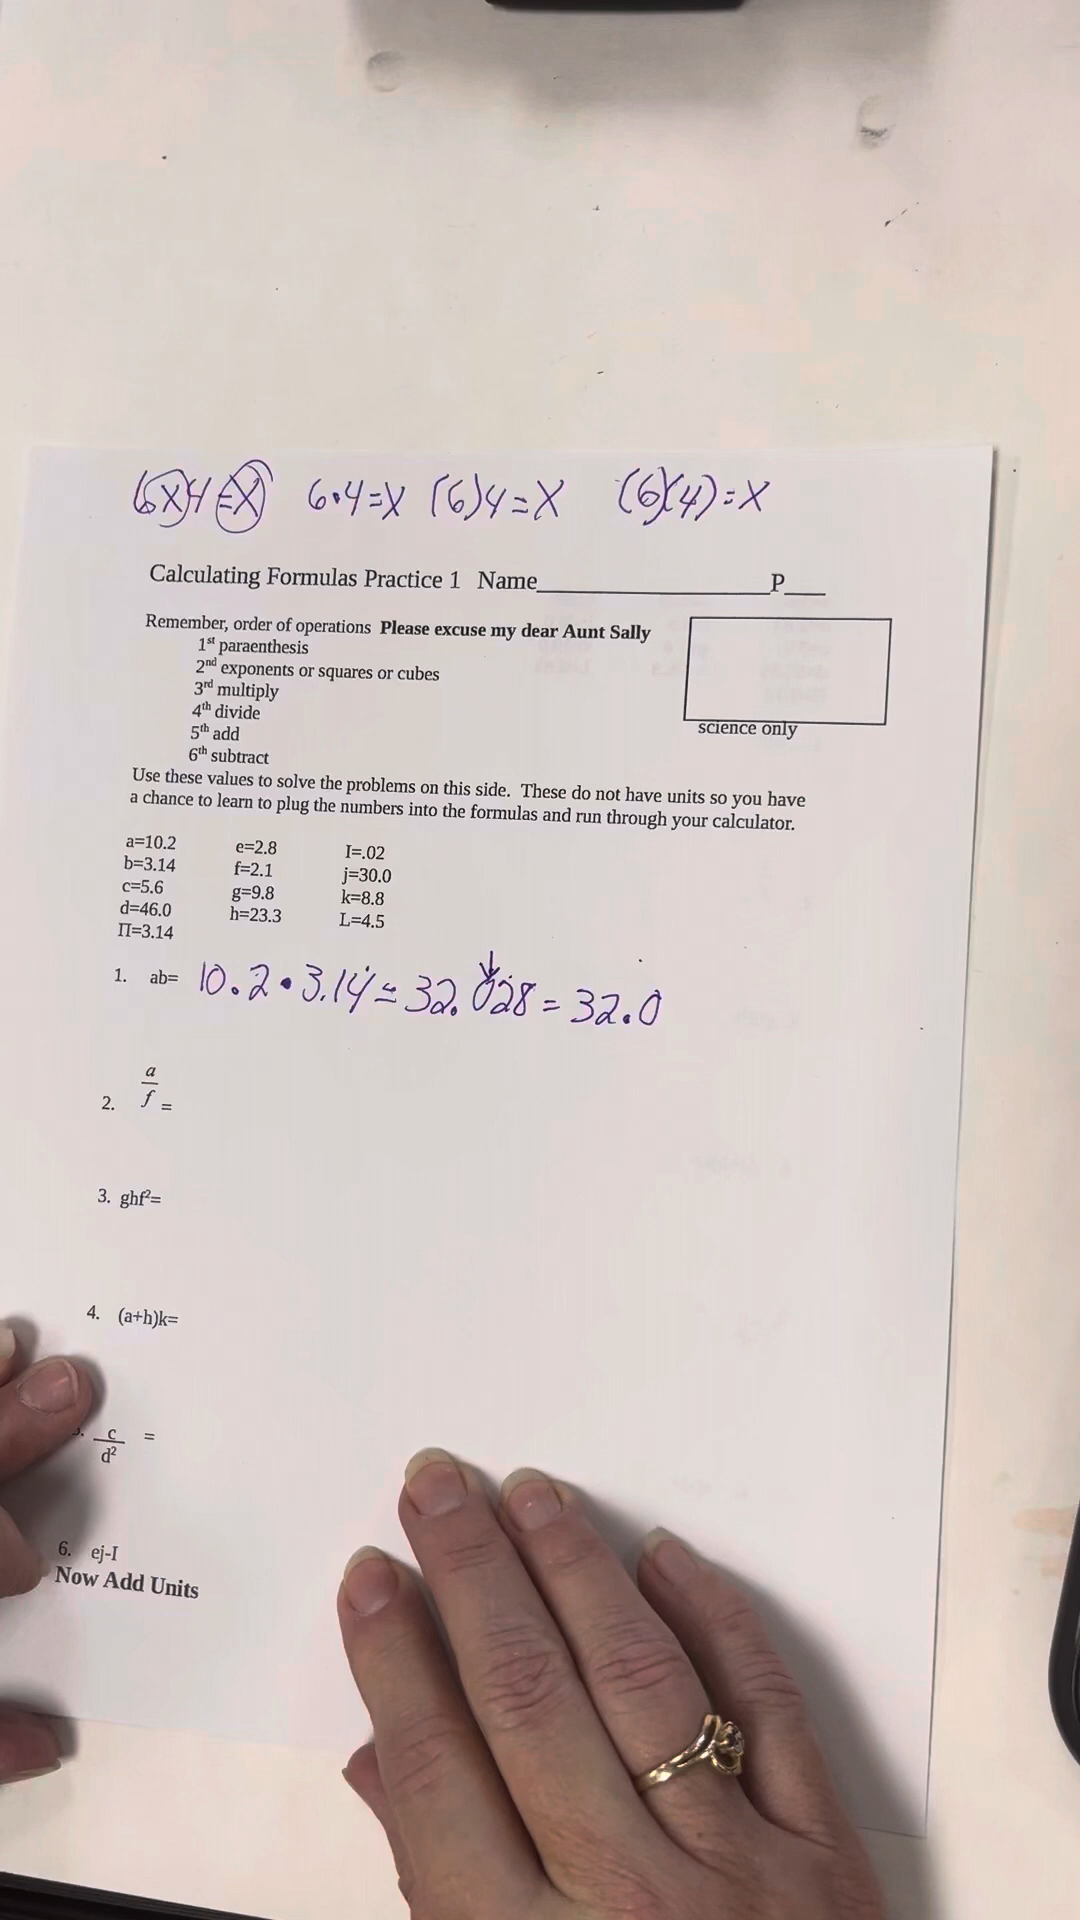 6x4=x 6•4=x (6)4=x (6)(4)=x
Calculating Formulas Practice 1 Name____________________P____
Remember, order of operations Please excuse my dear Aunt Sally
1st paraenthesis
2nd exponents or squares or cubes
3rd multiply
4th divide
5th add
6th subtract
science only
Use these values to solve the problems on this side. These do not have units so you have
a chance to learn to plug the numbers into the formulas and run through your calculator.
a=10.2 e=2.8 I=.02
b=3.14 f=2.1 j=30.0
c=5.6 g=9.8 k=8.8
d=46.0 h=23.3 L=4.5
Π=3.14
1. ab= 10.2•3.14=32.028=32.0
2. a/f =
3. ghf²=
4. (a+h)k=
c/d² =
6. ej-I
Now Add Units